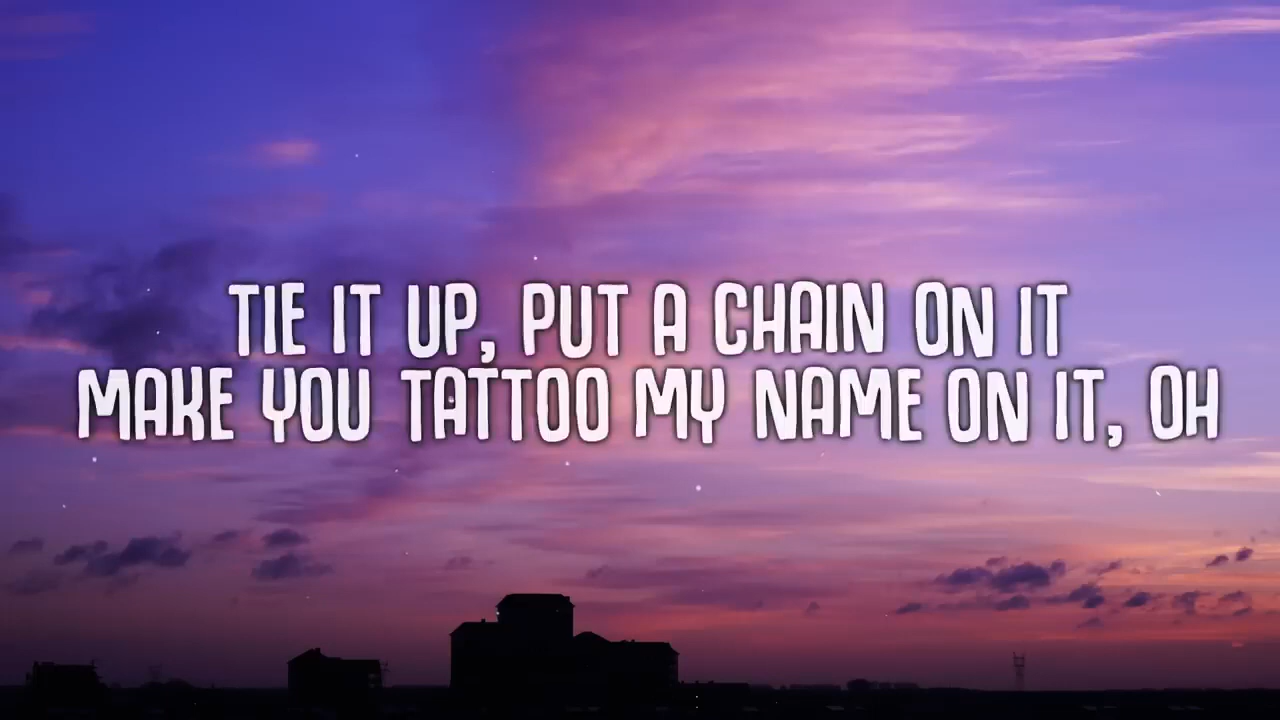 TIE IT UP, PUT A CHAIN ON IT
MAKE YOU TATTOO MY NAME ON IT, OH